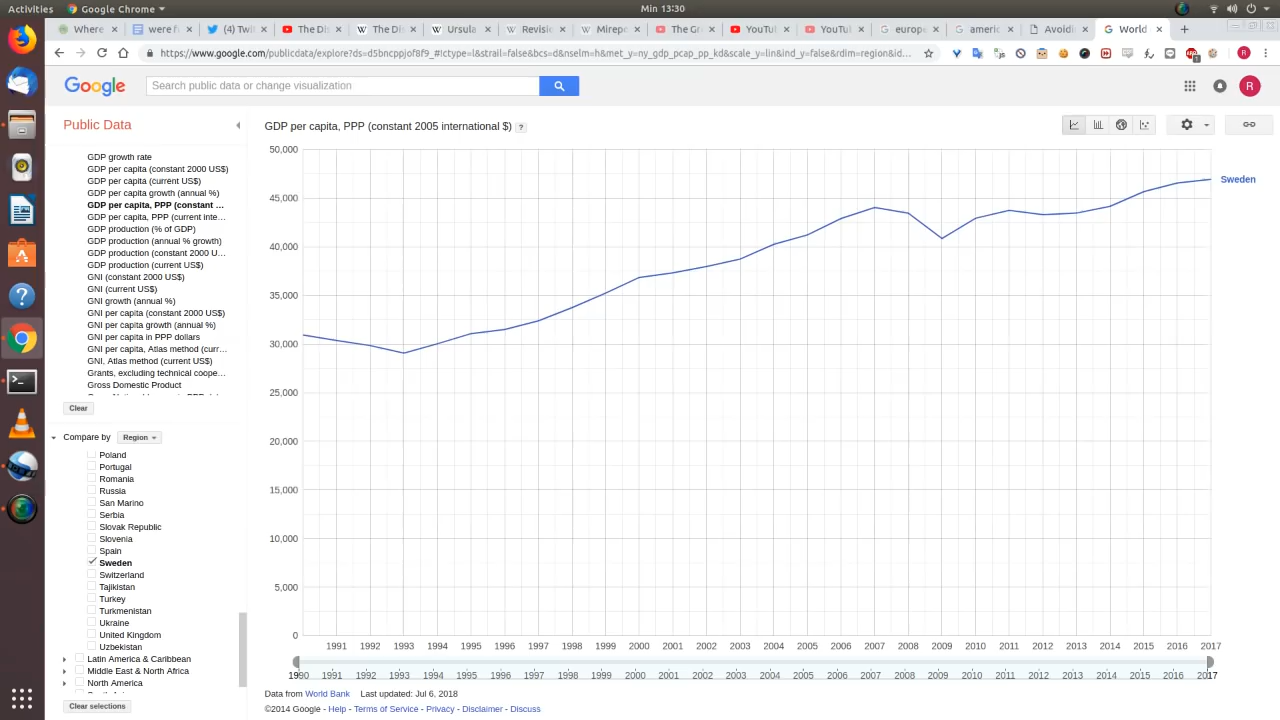 Activities Google Chrome Min 13:30
Where were f (4) Twit The Dis The Dis Ursula Revisi Mirepo The Gr YouTul YouTul europe americ Avoidin World
https://www.google.com/publicdata/explore?ds=d5bncppjof8f9_#!ctype=l&strail=false&bcs=d&nselm=h&met_y=ny_gdp_pcap_pp_kd&scale_y=lin&ind_y=false&rdim=region&id...
Google Search public data or change visualization R
Public Data
GDP growth rate
GDP per capita (constant 2000 US$)
GDP per capita (current US$)
GDP per capita growth (annual %)
GDP per capita, PPP (constant ...
GDP per capita, PPP (current inte...
GDP production (% of GDP)
GDP production (annual % growth)
GDP production (constant 2000 U...
GDP production (current US$)
GNI (constant 2000 US$)
GNI (current US$)
GNI growth (annual %)
GNI per capita (constant 2000 US$)
GNI per capita growth (annual %)
GNI per capita in PPP dollars
GNI per capita, Atlas method (curr...
GNI, Atlas method (current US$)
Grants, excluding technical coope...
Gross Domestic Product
Clear
Compare by Region
Poland
Portugal
Romania
Russia
San Marino
Serbia
Slovak Republic
Slovenia
Spain
Sweden
Switzerland
Tajikistan
Turkey
Turkmenistan
Ukraine
United Kingdom
Uzbekistan
Latin America & Caribbean
Middle East & North Africa
North America
Clear selections
GDP per capita, PPP (constant 2005 international $) ?
50,000
45,000
40,000
35,000
30,000
25,000
20,000
15,000
10,000
5,000
0
Sweden
1991 1992 1993 1994 1995 1996 1997 1998 1999 2000 2001 2002 2003 2004 2005 2006 2007 2008 2009 2010 2011 2012 2013 2014 2015 2016 2017
1990 1991 1992 1993 1994 1995 1996 1997 1998 1999 2000 2001 2002 2003 2004 2005 2006 2007 2008 2009 2010 2011 2012 2013 2014 2015 2016 2017
Data from World Bank Last updated: Jul 6, 2018
©2014 Google - Help - Terms of Service - Privacy - Disclaimer - Discuss